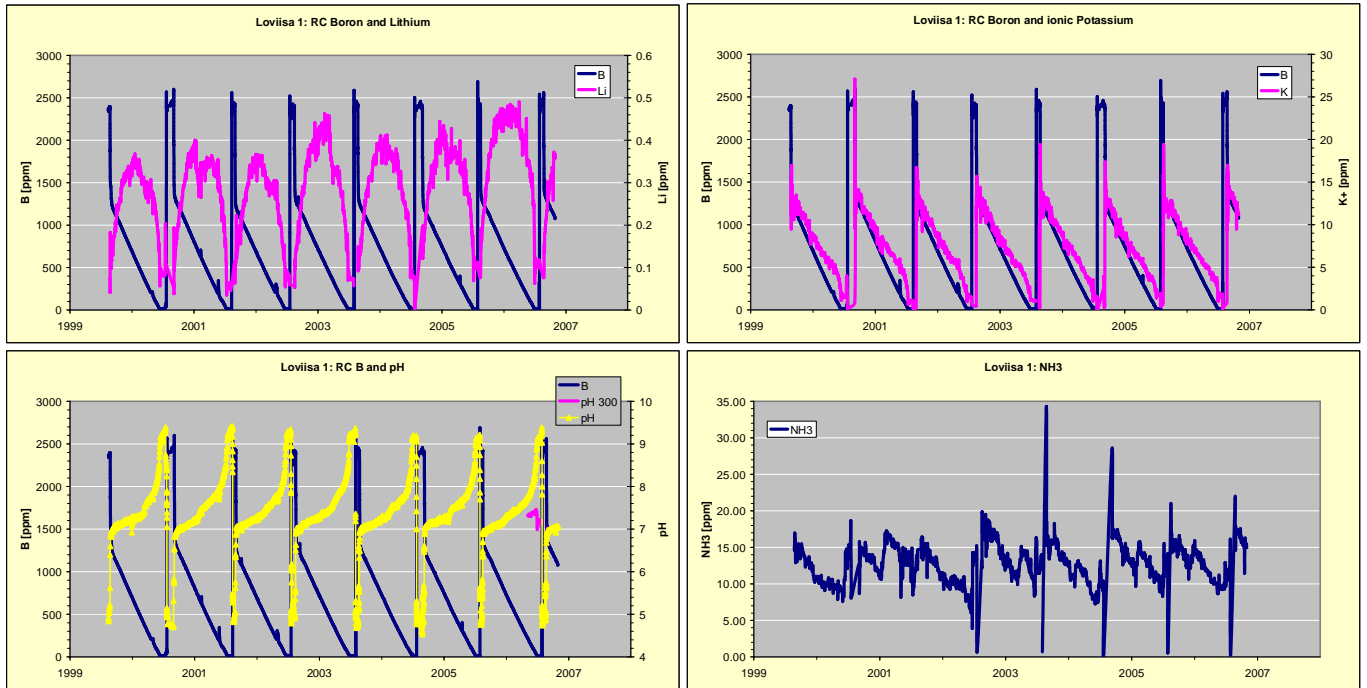 Loviisa 1: RC Boron and Lithium
3000
2500
2000
1500
1000
500
0
B [ppm]
0.6
0.5
0.4
0.3
0.2
0.1
0
Li [ppm]
B
Li
1999 2001 2003 2005 2007
Loviisa 1: RC Boron and ionic Potassium
3000
2500
2000
1500
1000
500
0
B [ppm]
30
25
20
15
10
5
0
K+ [ppm]
B
K
1999 2001 2003 2005 2007
Loviisa 1: RC B and pH
3000
2500
2000
1500
1000
500
0
B [ppm]
10
9
8
7
6
5
4
pH
B
pH 300
pH
1999 2001 2003 2005 2007
Loviisa 1: NH3
35.00
30.00
25.00
20.00
15.00
10.00
5.00
0.00
NH3 [ppm]
NH3
1999 2001 2003 2005 2007